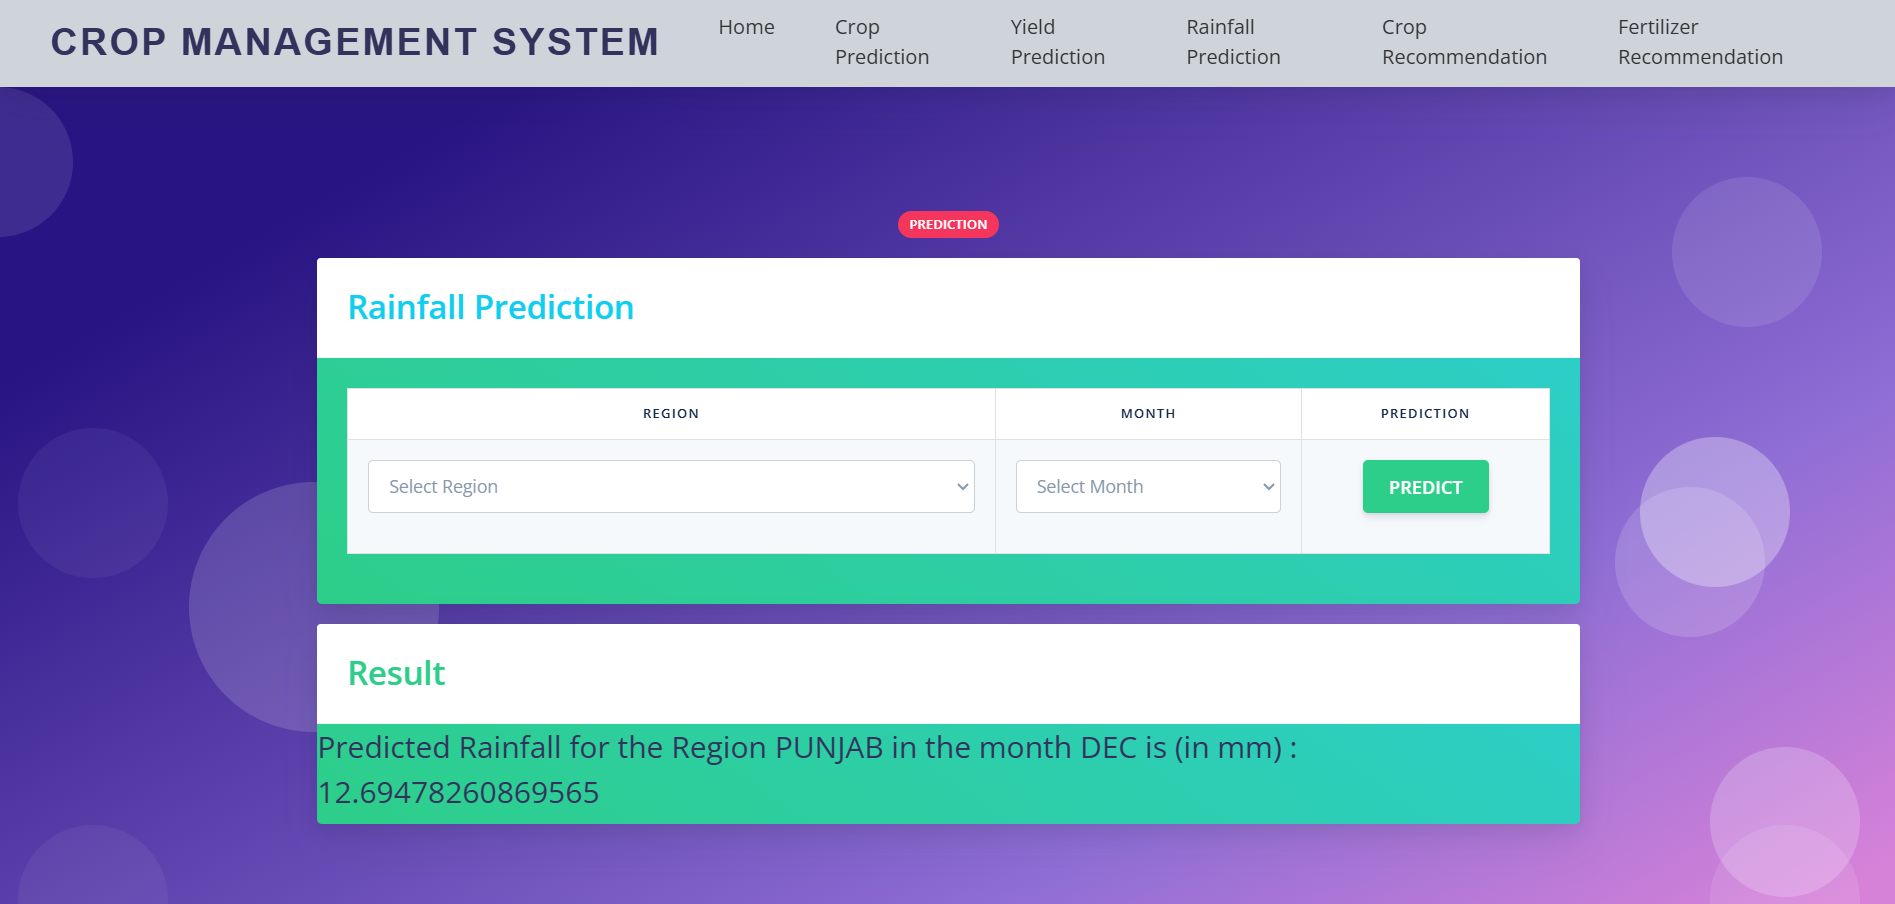 CROP MANAGEMENT SYSTEM
Home
Crop
Prediction
Yield
Prediction
Rainfall
Prediction
Crop
Recommendation
Fertilizer
Recommendation
PREDICTION
Rainfall Prediction
REGION MONTH PREDICTION
Select Region Select Month PREDICT
Result
Predicted Rainfall for the Region PUNJAB in the month DEC is (in mm) :
12.69478260869565